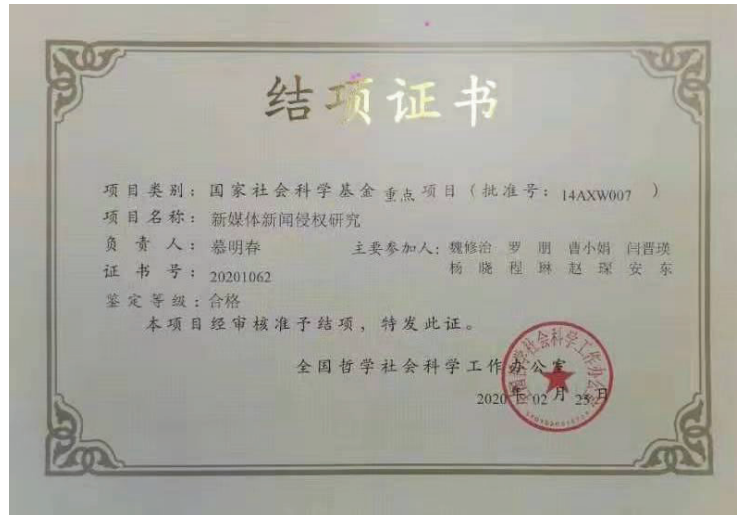 结项证书
项目类别：国家社会科学基金 重点 项目（批准号：14AXW007 ）
项目名称：新媒体新闻侵权研究
负责人：慕明春 主要参加人：魏修治 罗朋 曹小娟 闫晋瑛
证书号：20201062 杨晓 程琳 赵琛 安东
鉴定等级：合格
本项目经审核准予结项，特发此证。
全国哲学社会科学工作办公室
2020年 02 月 25日